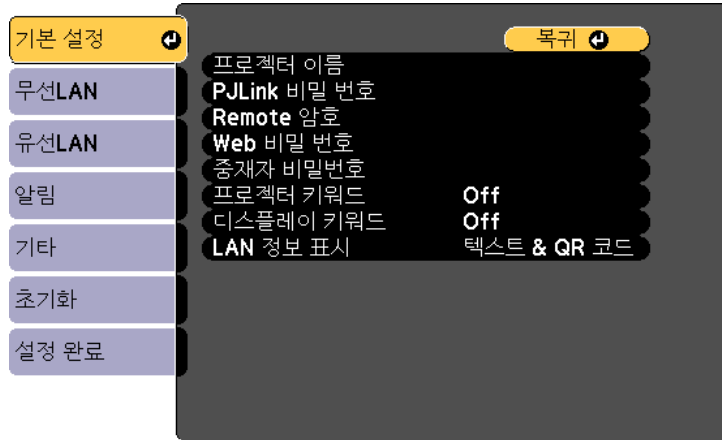 기본 설정
무선LAN
유선LAN
알림
기타
초기화
설정 완료
복귀
프로젝터 이름
PJLink 비밀 번호
Remote 암호
Web 비밀 번호
중재자 비밀번호
프로젝터 키워드 Off
디스플레이 키워드 Off
LAN 정보 표시 텍스트 & QR 코드